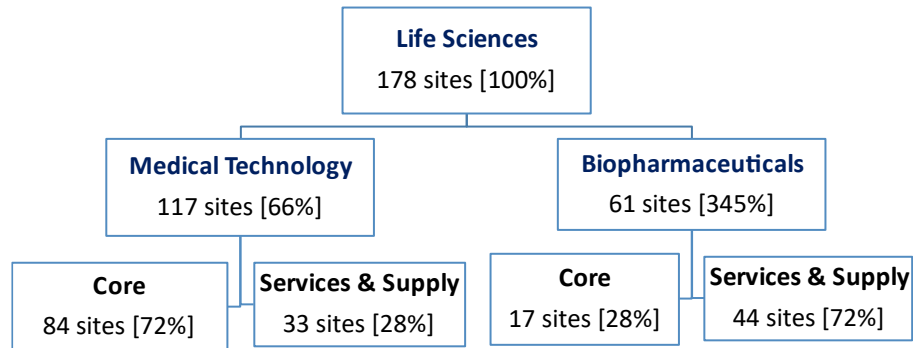 Life Sciences
178 sites [100%]
Medical Technology
117 sites [66%]
Biopharmaceuticals
61 sites [345%]
Core
84 sites [72%]
Services & Supply
33 sites [28%]
Core
17 sites [28%]
Services & Supply
44 sites [72%]